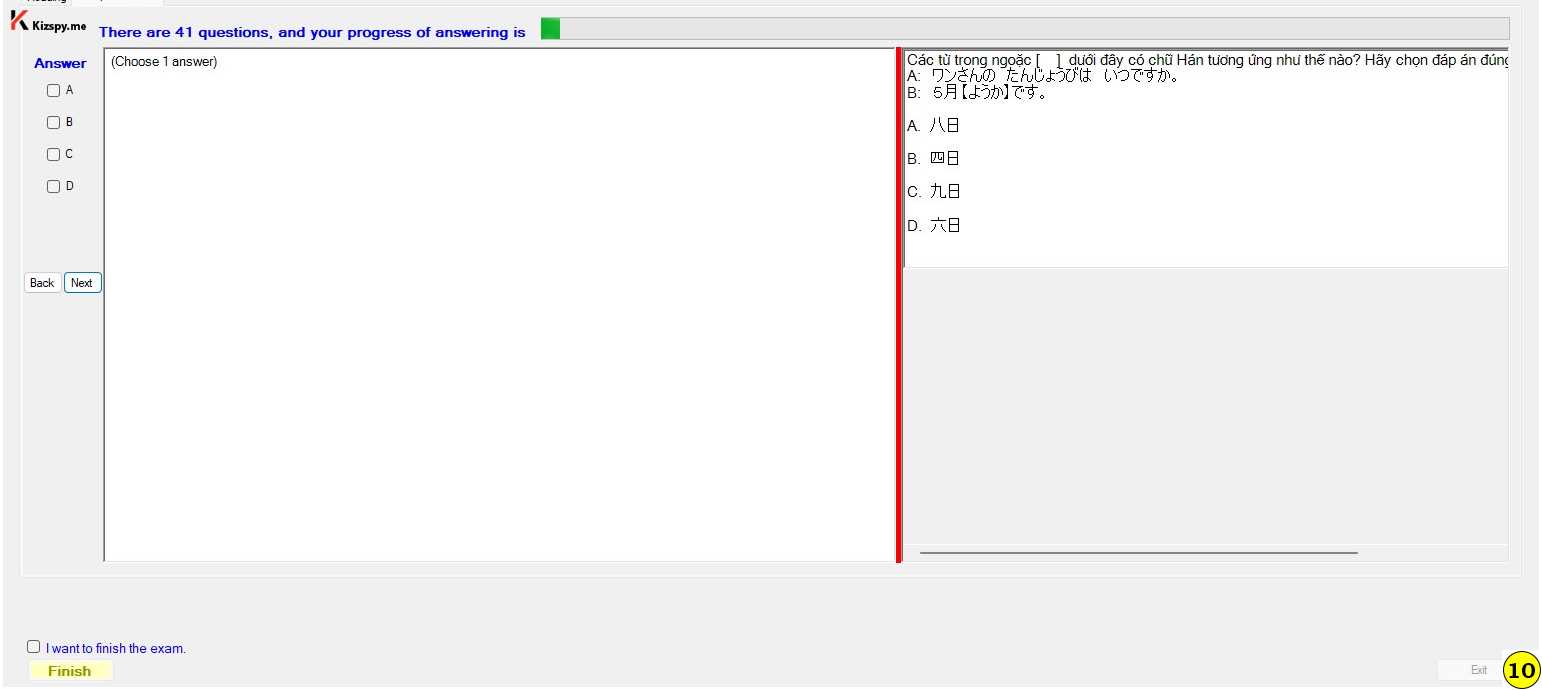 Kizspy.me
There are 41 questions, and your progress of answering is
Answer
(Choose 1 answer)
A
B
C
D
Back
Next
Các từ trong ngoặc [ ] dưới đây có chữ Hán tương ứng như thế nào? Hãy chọn đáp án đúng
A: ワンさんの たんじょうびは いつですか。
B: 5月【ようか】です。
A. 八日
B. 四日
C. 九日
D. 六日
I want to finish the exam.
Finish
Exit
10